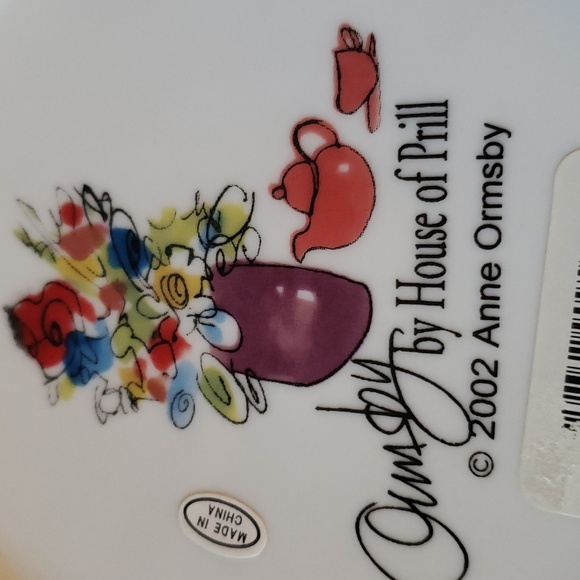 Ormsby
by House of Prill
© 2002 Anne Ormsby
MADE IN
CHINA